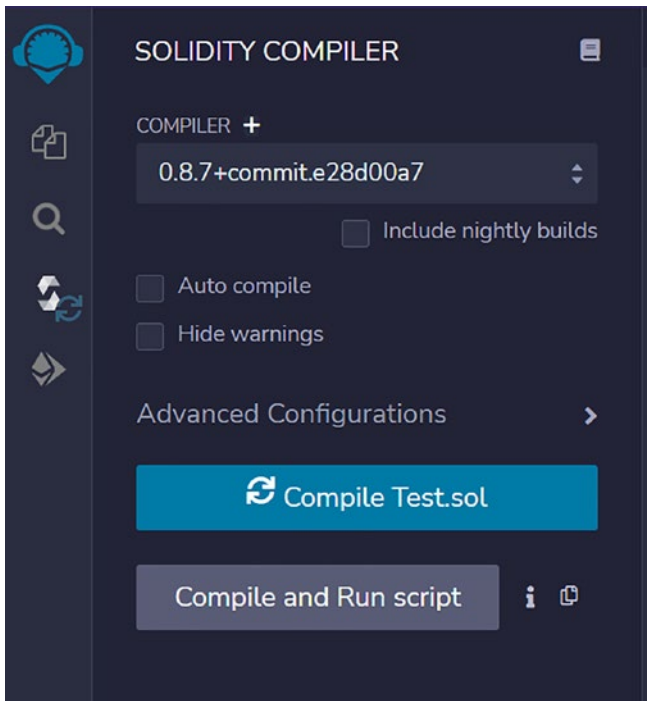 SOLIDITY COMPILER
COMPILER +
0.8.7+commit.e28d00a7
Include nightly builds
Auto compile
Hide warnings
Advanced Configurations
Compile Test.sol
Compile and Run script